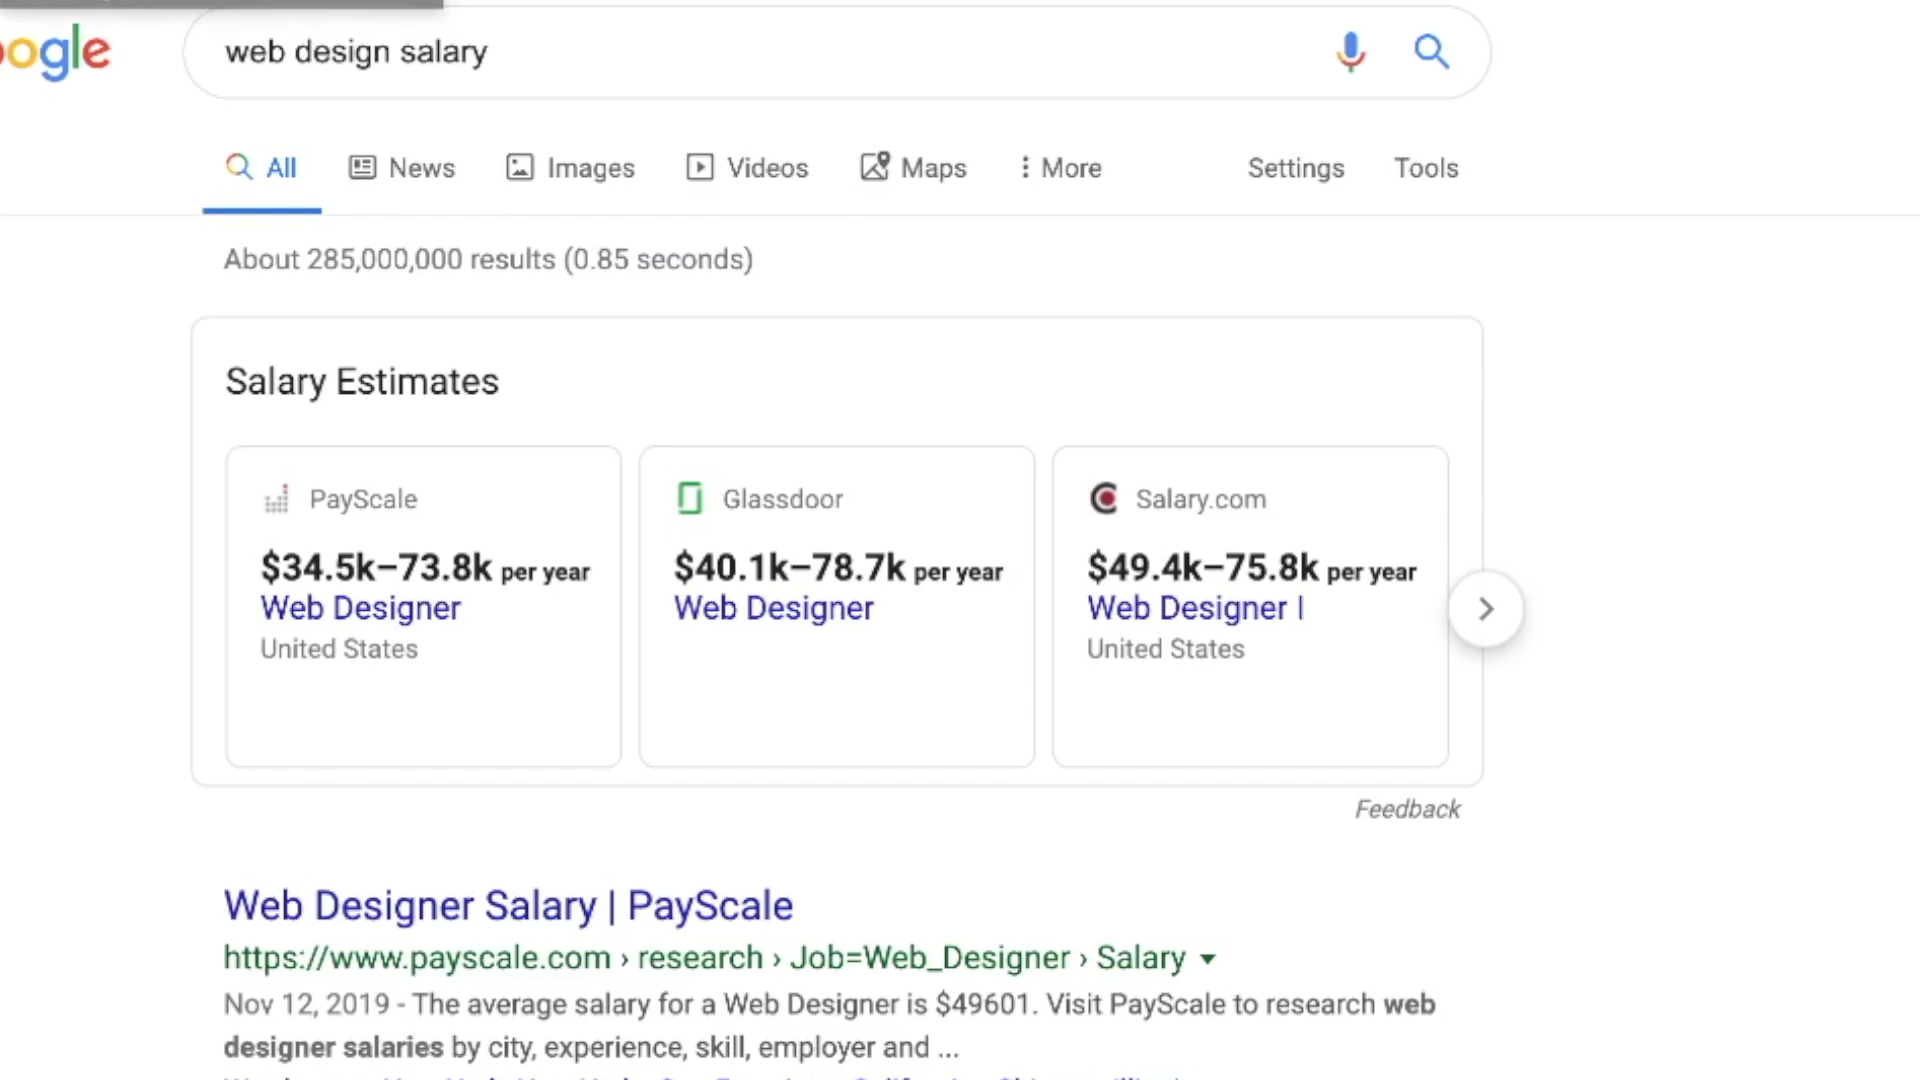 ogle
web design salary
All News Images Videos Maps More Settings Tools
About 285,000,000 results (0.85 seconds)
Salary Estimates
PayScale
$34.5k–73.8k per year
Web Designer
United States
Glassdoor
$40.1k–78.7k per year
Web Designer
Salary.com
$49.4k–75.8k per year
Web Designer I
United States
Feedback
Web Designer Salary | PayScale
https://www.payscale.com › research › Job=Web_Designer › Salary
Nov 12, 2019 - The average salary for a Web Designer is $49601. Visit PayScale to research web
designer salaries by city, experience, skill, employer and ...